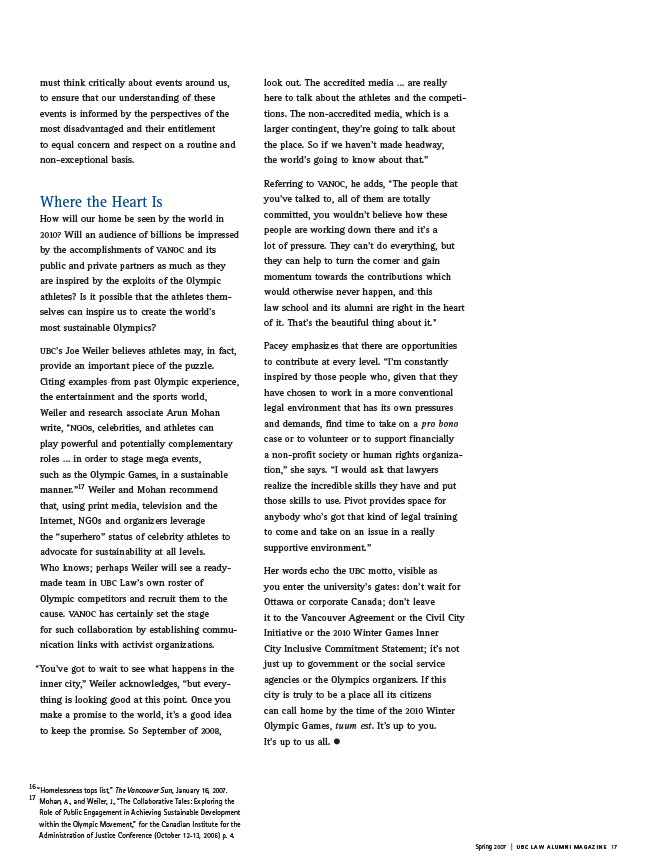 must think critically about events around us,
to ensure that our understanding of these
events is informed by the perspectives of the
most disadvantaged and their entitlement
to equal concern and respect on a routine and
non-exceptional basis.
Where the Heart Is
How will our home be seen by the world in
2010? Will an audience of billions be impressed
by the accomplishments of VANOC and its
public and private partners as much as they
are inspired by the exploits of the Olympic
athletes? Is it possible that the athletes them-
selves can inspire us to create the world's
most sustainable Olympics?
UBC's Joe Weiler believes athletes may, in fact,
provide an important piece of the puzzle.
Citing examples from past Olympic experience,
the entertainment and the sports world,
Weiler and research associate Arun Mohan
write, "NGOs, celebrities, and athletes can
play powerful and potentially complementary
roles ... in order to stage mega events,
such as the Olympic Games, in a sustainable
manner."17 Weiler and Mohan recommend
that, using print media, television and the
Internet, NGOs and organizers leverage
the "superhero" status of celebrity athletes to
advocate for sustainability at all levels.
Who knows; perhaps Weiler will see a ready-
made team in UBC Law's own roster of
Olympic competitors and recruit them to the
cause. VANOC has certainly set the stage
for such collaboration by establishing commu-
nication links with activist organizations.
"You've got to wait to see what happens in the
inner city," Weiler acknowledges, "but every-
thing is looking good at this point. Once you
make a promise to the world, it's a good idea
to keep the promise. So September of 2008,
look out. The accredited media ... are really
here to talk about the athletes and the competi-
tions. The non-accredited media, which is a
larger contingent, they're going to talk about
the place. So if we haven't made headway,
the world's going to know about that."
Referring to VANOC, he adds, "The people that
you've talked to, all of them are totally
committed, you wouldn't believe how these
people are working down there and it's a
lot of pressure. They can't do everything, but
they can help to turn the corner and gain
momentum towards the contributions which
would otherwise never happen, and this
law school and its alumni are right in the heart
of it. That's the beautiful thing about it."
Pacey emphasizes that there are opportunities
to contribute at every level. "I'm constantly
inspired by those people who, given that they
have chosen to work in a more conventional
legal environment that has its own pressures
and demands, find time to take on a pro bono
case or to volunteer or to support financially
a non-profit society or human rights organiza-
tion," she says. "I would ask that lawyers
realize the incredible skills they have and put
those skills to use. Pivot provides space for
anybody who's got that kind of legal training
to come and take on an issue in a really
supportive environment."
Her words echo the UBC motto, visible as
you enter the university's gates: don't wait for
Ottawa or corporate Canada; don't leave
it to the Vancouver Agreement or the Civil City
Initiative or the 2010 Winter Games Inner
City Inclusive Commitment Statement; it's not
just up to government or the social service
agencies or the Olympics organizers. If this
city is truly to be a place all its citizens
can call home by the time of the 2010 Winter
Olympic Games, tuum est. It's up to you.
It's up to us all. ●
16 "Homelessness tops list," The Vancouver Sun, January 16, 2007.
17 Mohan, A., and Weiler, J., "The Collaborative Tales: Exploring the
Role of Public Engagement in Achieving Sustainable Development
within the Olympic Movement," for the Canadian Institute for the
Administration of Justice Conference (October 12-13, 2006) p. 4.
Spring 2007 | UBC LAW ALUMNI MAGAZINE 17